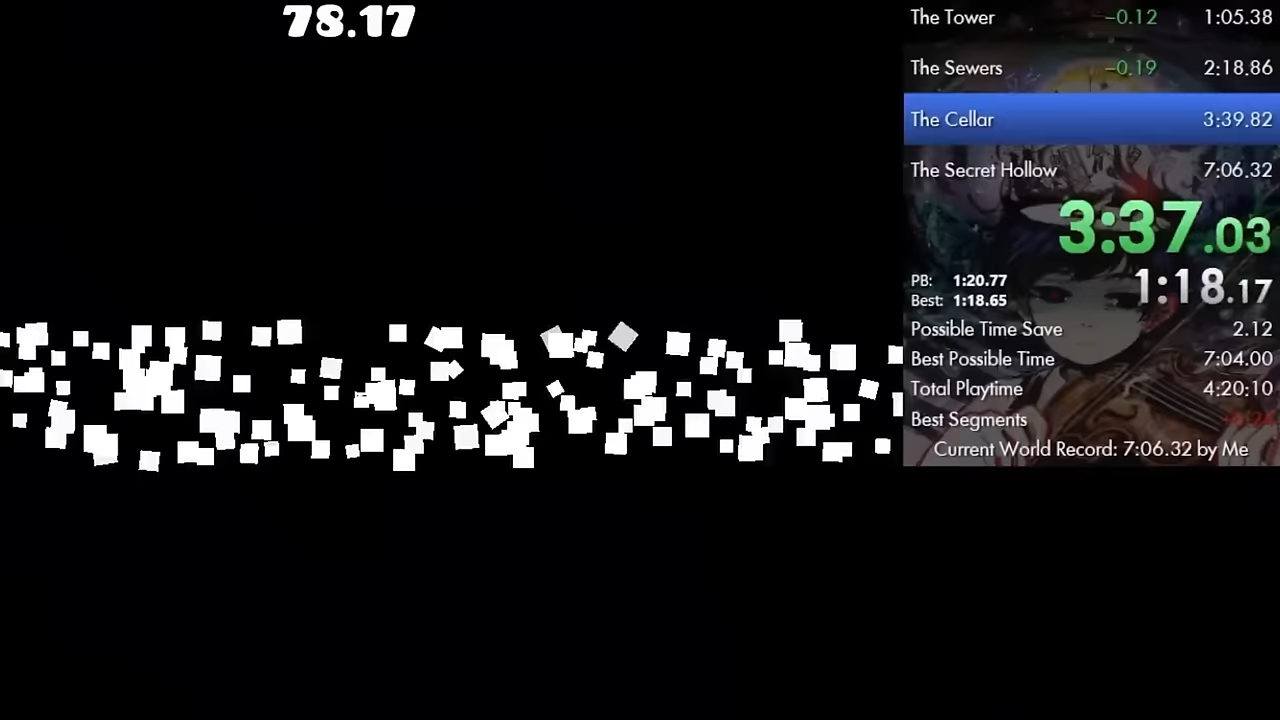 78.17
The Tower −0.12 1:05.38
The Sewers −0.19 2:18.86
The Cellar 3:39.82
The Secret Hollow 7:06.32
3:37.03
PB: 1:20.77
Best: 1:18.65
1:18.17
Possible Time Save 2.12
Best Possible Time 7:04.00
Total Playtime 4:20:10
Best Segments
Current World Record: 7:06.32 by Me